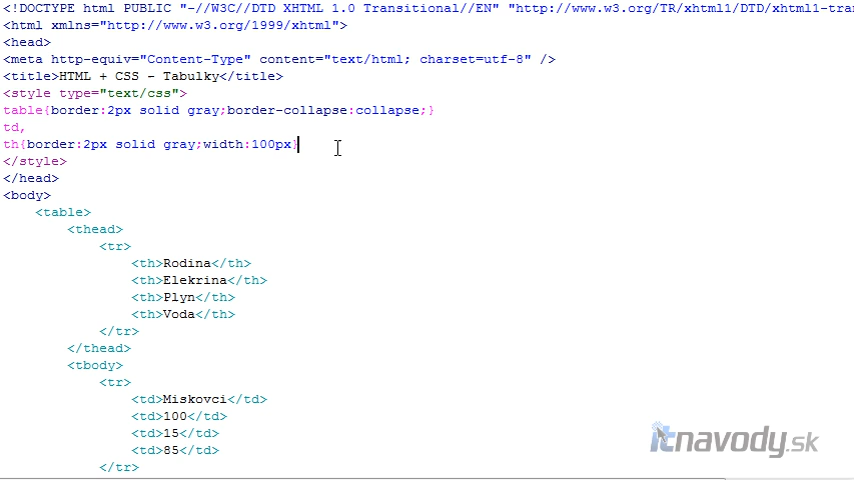 <!DOCTYPE html PUBLIC "-//W3C//DTD XHTML 1.0 Transitional//EN" "http://www.w3.org/TR/xhtml1/DTD/xhtml1-tra
<html xmlns="http://www.w3.org/1999/xhtml">
<head>
<meta http-equiv="Content-Type" content="text/html; charset=utf-8" />
<title>HTML + CSS - Tabulky</title>
<style type="text/css">
table{border:2px solid gray;border-collapse:collapse;}
td,
th{border:2px solid gray;width:100px}
</style>
</head>
<body>
<table>
<thead>
<tr>
<th>Rodina</th>
<th>Elekrina</th>
<th>Plyn</th>
<th>Voda</th>
</tr>
</thead>
<tbody>
<tr>
<td>Miskovci</td>
<td>100</td>
<td>15</td>
<td>85</td>
</tr>
itnavody.sk